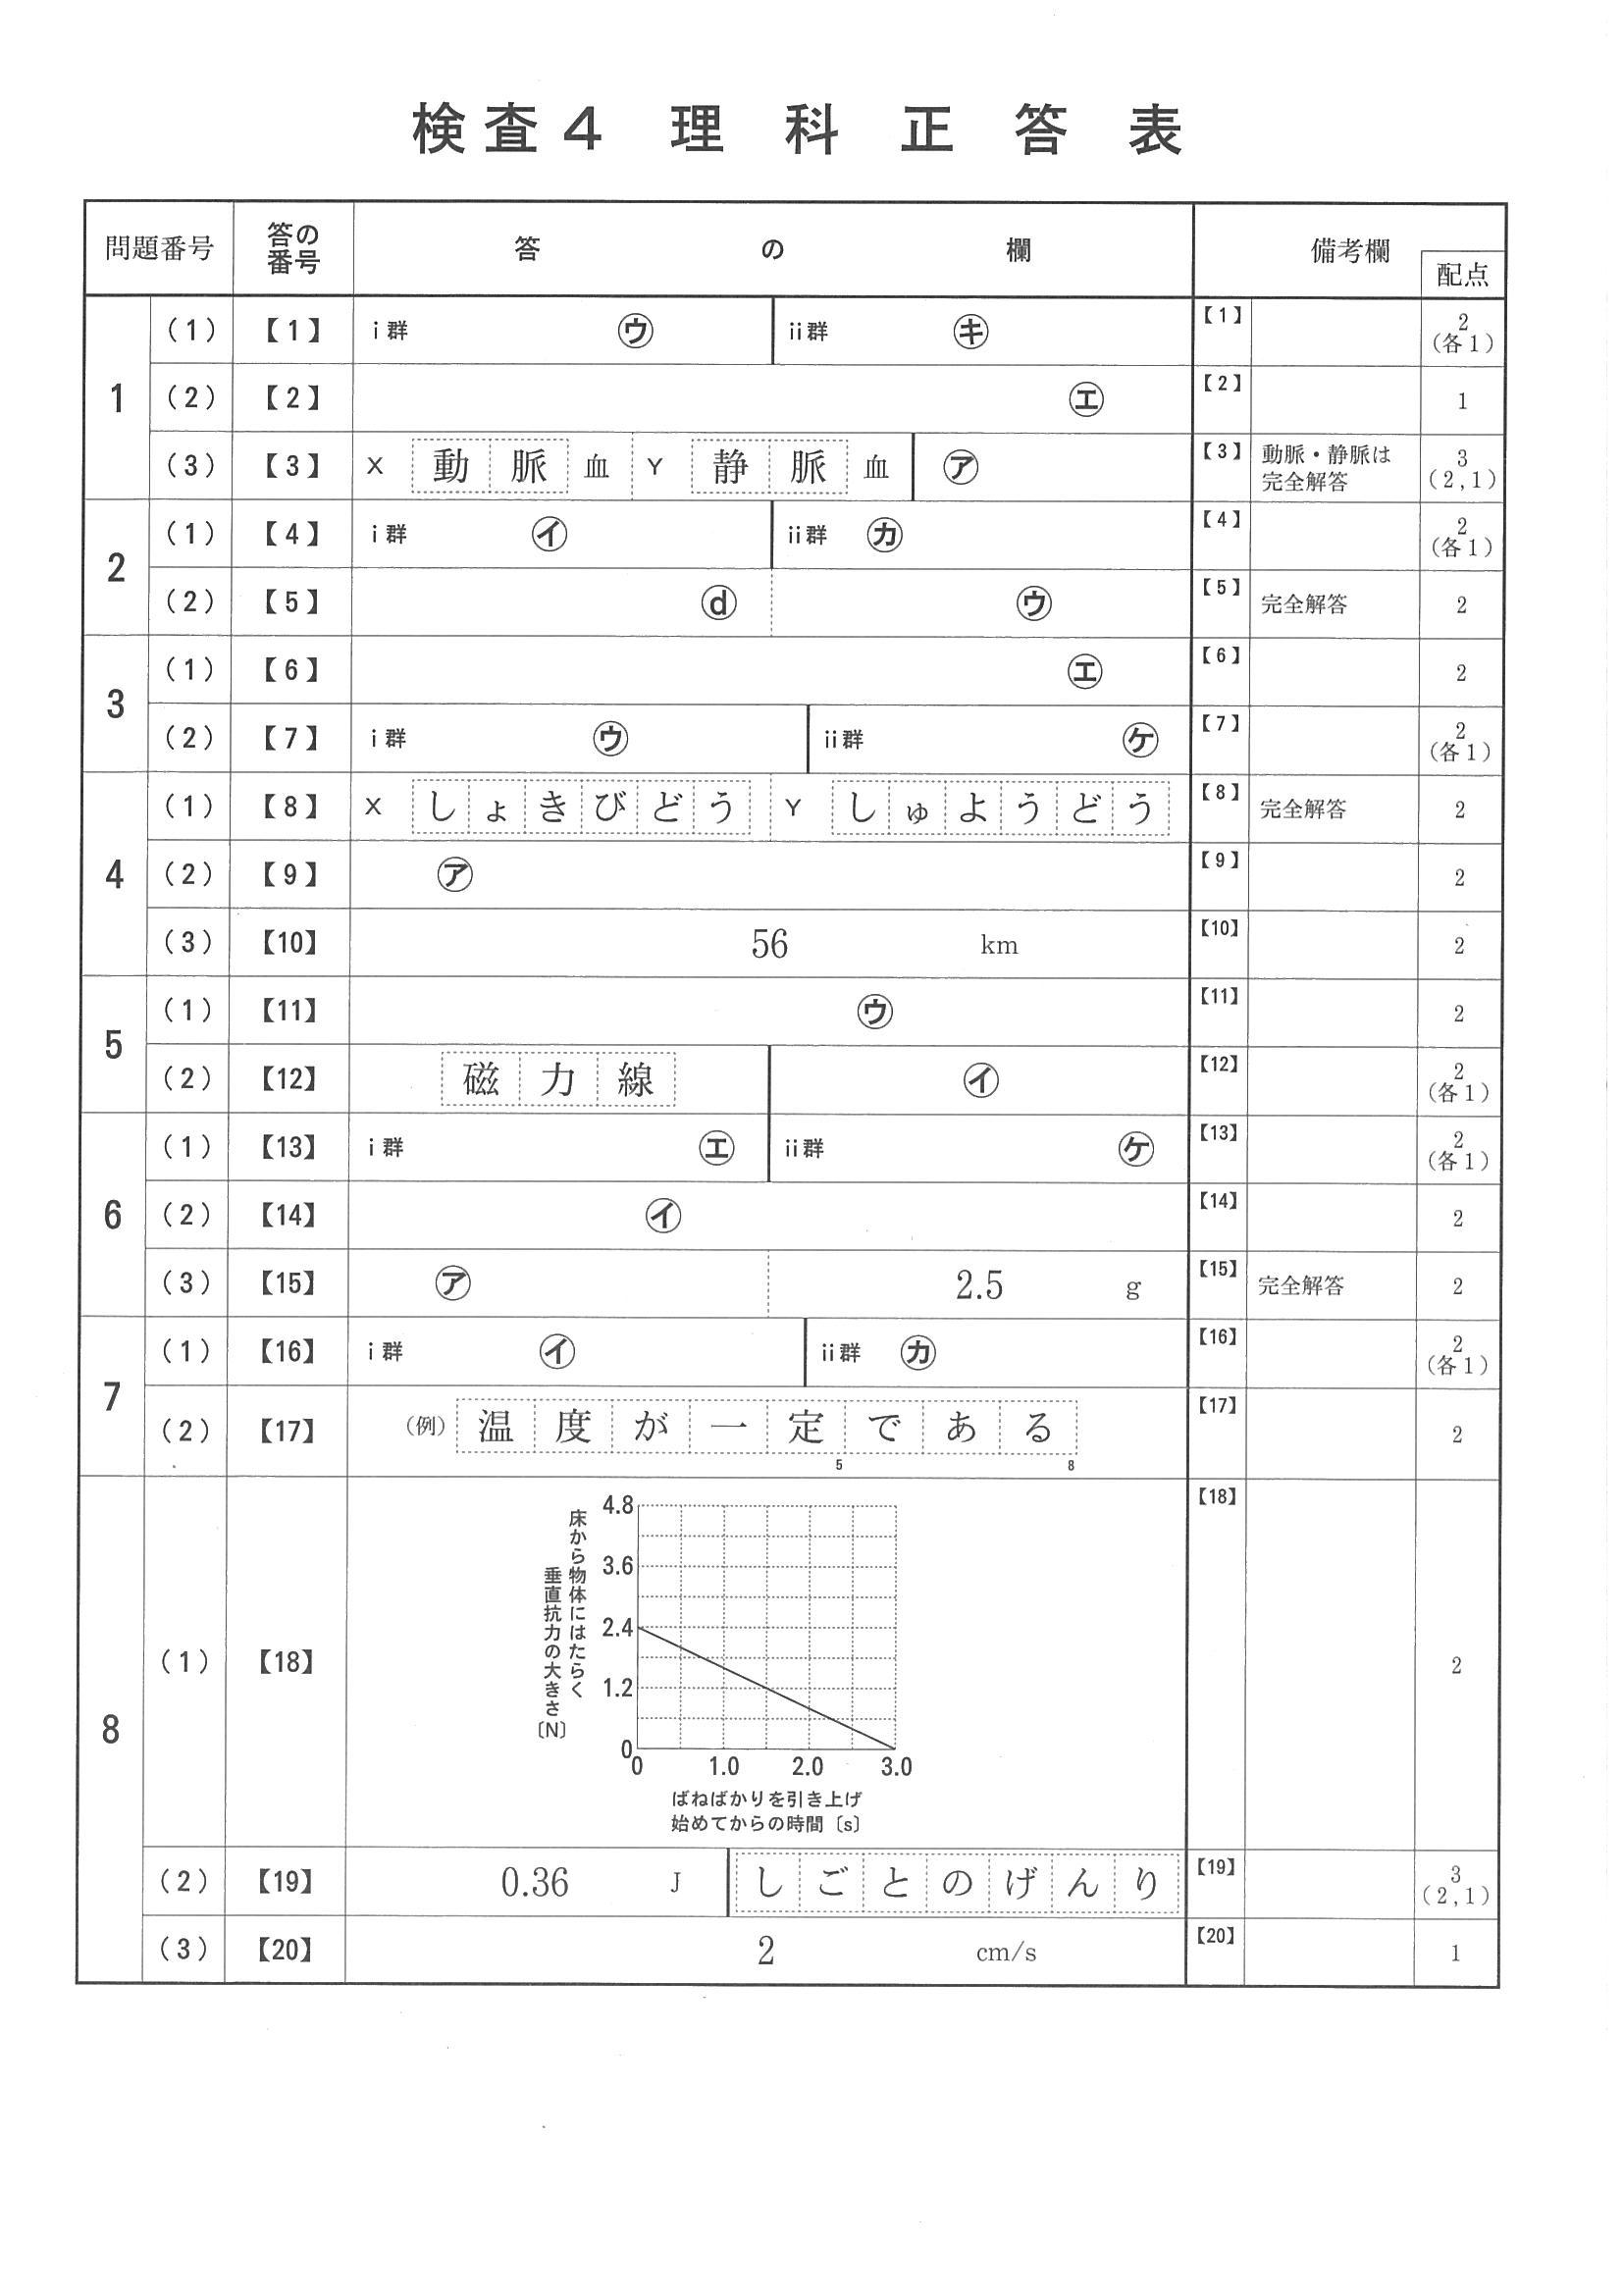 検査4 理科正答表
問題番号 答の番号 答の欄 備考欄 配点
1 (1) 【1】 i群 ㋒ ii群 ㋖ 【1】 2 (各1)
(2) 【2】 ㋓ 【2】 1
(3) 【3】 X 動脈血 Y 静脈血 ㋐ 【3】 動脈・静脈は完全解答 3 (2,1)
2 (1) 【4】 i群 ㋑ ii群 ㋕ 【4】 2 (各1)
(2) 【5】 ⓓ ㋒ 【5】 完全解答 2
3 (1) 【6】 ㋓ 【6】 2
(2) 【7】 i群 ㋒ ii群 ㋘ 【7】 2 (各1)
4 (1) 【8】 X しょきびどう Y しゅようどう 【8】 完全解答 2
(2) 【9】 ㋐ 【9】 2
(3) 【10】 56 km 【10】 2
5 (1) 【11】 ㋒ 【11】 2
(2) 【12】 磁力線 ㋑ 【12】 2 (各1)
6 (1) 【13】 i群 ㋓ ii群 ㋘ 【13】 2 (各1)
(2) 【14】 ㋑ 【14】 2
(3) 【15】 ㋐ 2.5 g 【15】 完全解答 2
7 (1) 【16】 i群 ㋑ ii群 ㋕ 【16】 2 (各1)
(2) 【17】 (例) 温度が一定である 【17】 2
5 8
8 (1) 【18】 【18】 2
床から物体にはたらく
垂直抗力の大きさ
〔N〕
4.8
3.6
2.4
1.2
0
0 1.0 2.0 3.0
ばねばかりを引き上げ
始めてからの時間〔s〕
(2) 【19】 0.36 J しごとのげんり 【19】 3 (2,1)
(3) 【20】 2 cm/s 【20】 1